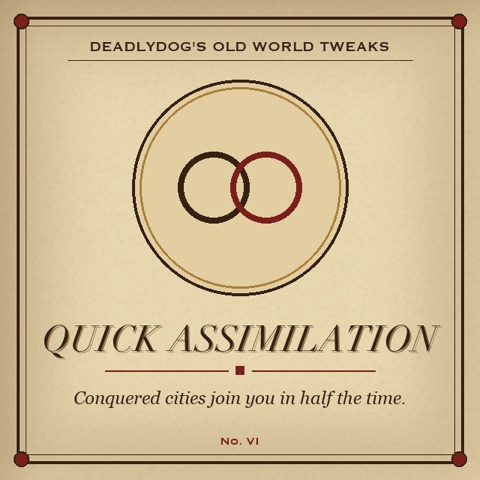 DEADLYDOG'S OLD WORLD TWEAKS
QUICK ASSIMILATION
Conquered cities join you in half the time.
No. VI